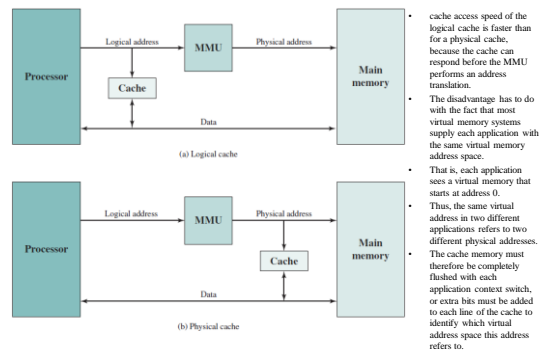 Logical address
MMU
Physical address
Processor
Cache
Main
memory
Data
(a) Logical cache
Logical address
MMU
Physical address
Processor
Cache
Main
memory
Data
(b) Physical cache
• cache access speed of the
logical cache is faster than
for a physical cache,
because the cache can
respond before the MMU
performs an address
translation.
• The disadvantage has to do
with the fact that most
virtual memory systems
supply each application with
the same virtual memory
address space.
• That is, each application
sees a virtual memory that
starts at address 0.
• Thus, the same virtual
address in two different
applications refers to two
different physical addresses.
• The cache memory must
therefore be completely
flushed with each
application context switch,
or extra bits must be added
to each line of the cache to
identify which virtual
address space this address
refers to.